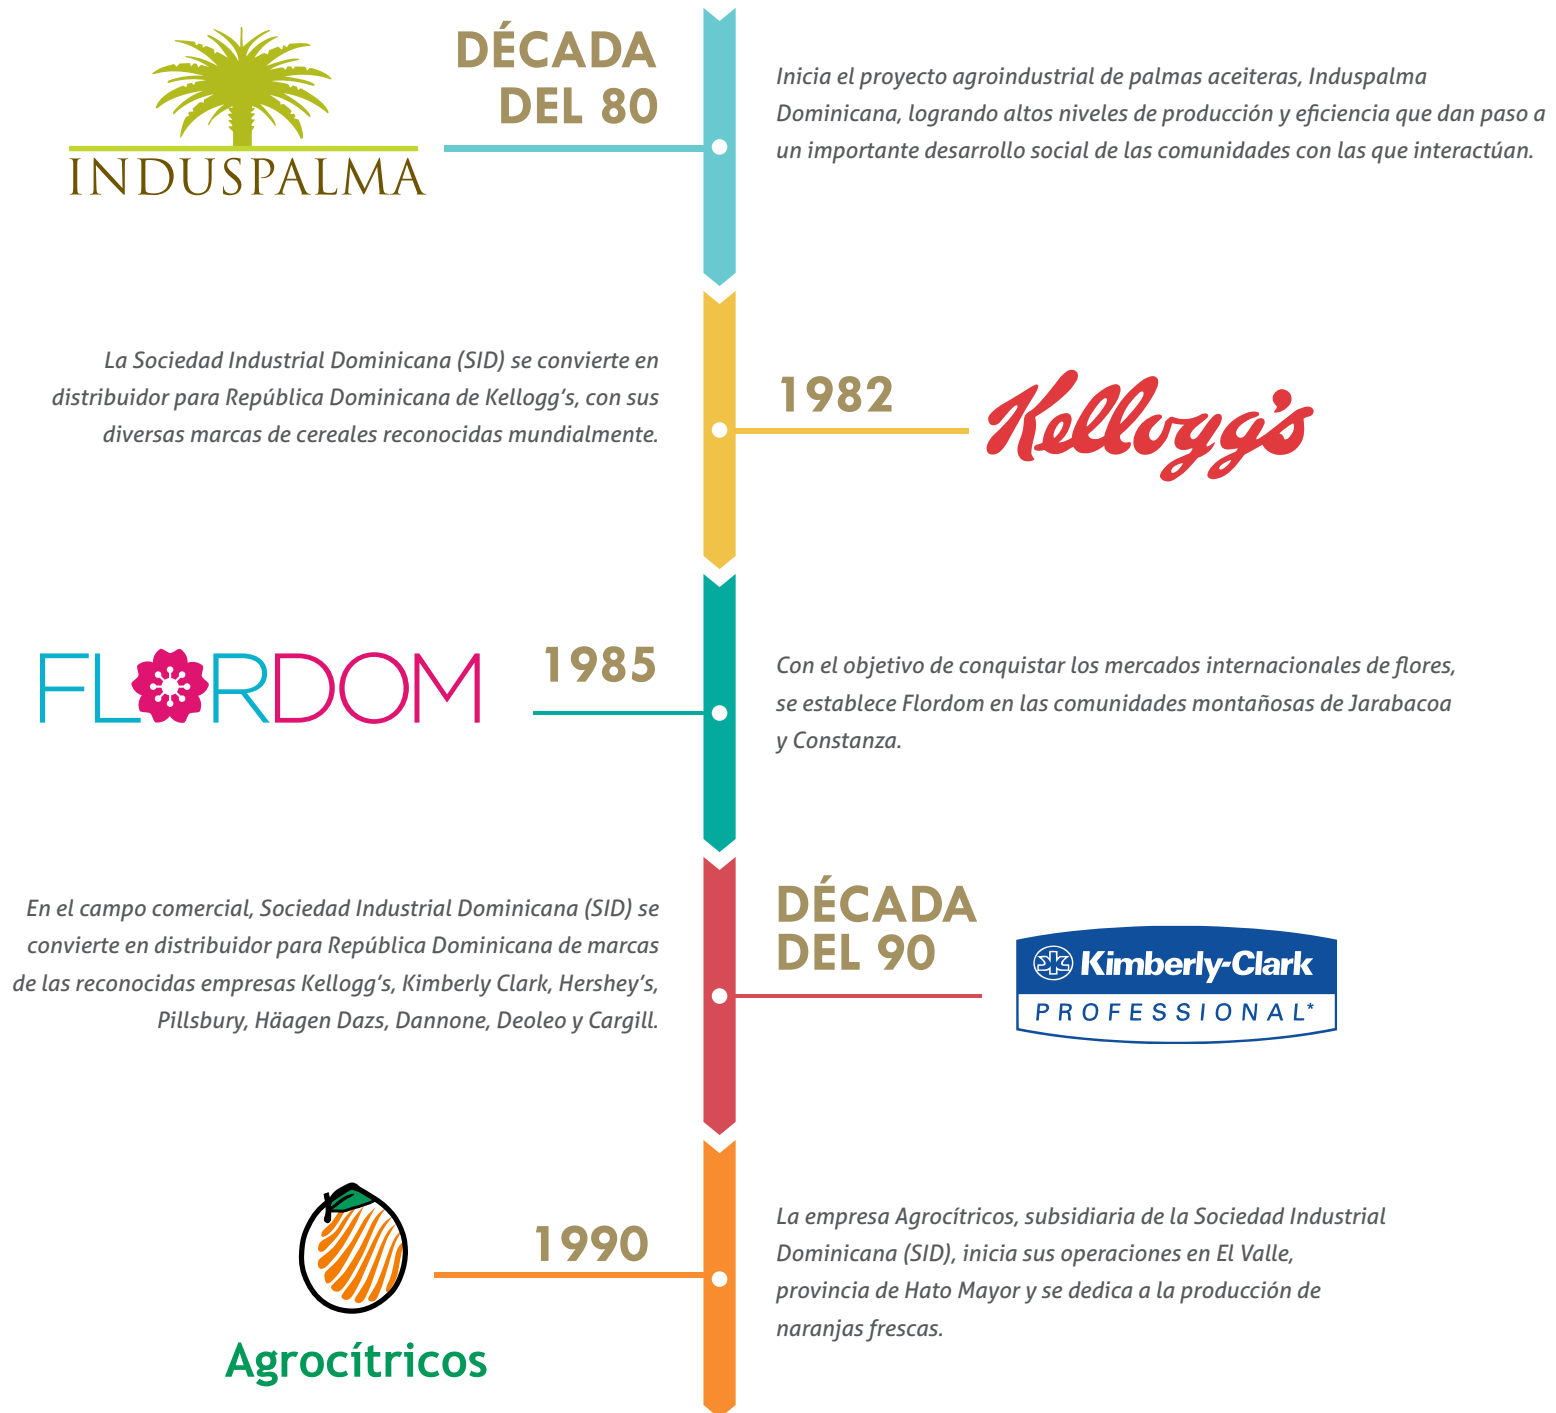 DÉCADA
DEL 80
INDUSPALMA
Inicia el proyecto agroindustrial de palmas aceiteras, Induspalma
Dominicana, logrando altos niveles de producción y eficiencia que dan paso a
un importante desarrollo social de las comunidades con las que interactúan.
La Sociedad Industrial Dominicana (SID) se convierte en
distribuidor para República Dominicana de Kellogg's, con sus
diversas marcas de cereales reconocidas mundialmente.
1982
Kellogg's
FLORDOM
1985
Con el objetivo de conquistar los mercados internacionales de flores,
se establece Flordom en las comunidades montañosas de Jarabacoa
y Constanza.
En el campo comercial, Sociedad Industrial Dominicana (SID) se
convierte en distribuidor para República Dominicana de marcas
de las reconocidas empresas Kellogg's, Kimberly Clark, Hershey's,
Pillsbury, Häagen Dazs, Dannone, Deoleo y Cargill.
DÉCADA
DEL 90
Kimberly-Clark
PROFESSIONAL*
1990
Agrocítricos
La empresa Agrocítricos, subsidiaria de la Sociedad Industrial
Dominicana (SID), inicia sus operaciones en El Valle,
provincia de Hato Mayor y se dedica a la producción de
naranjas frescas.